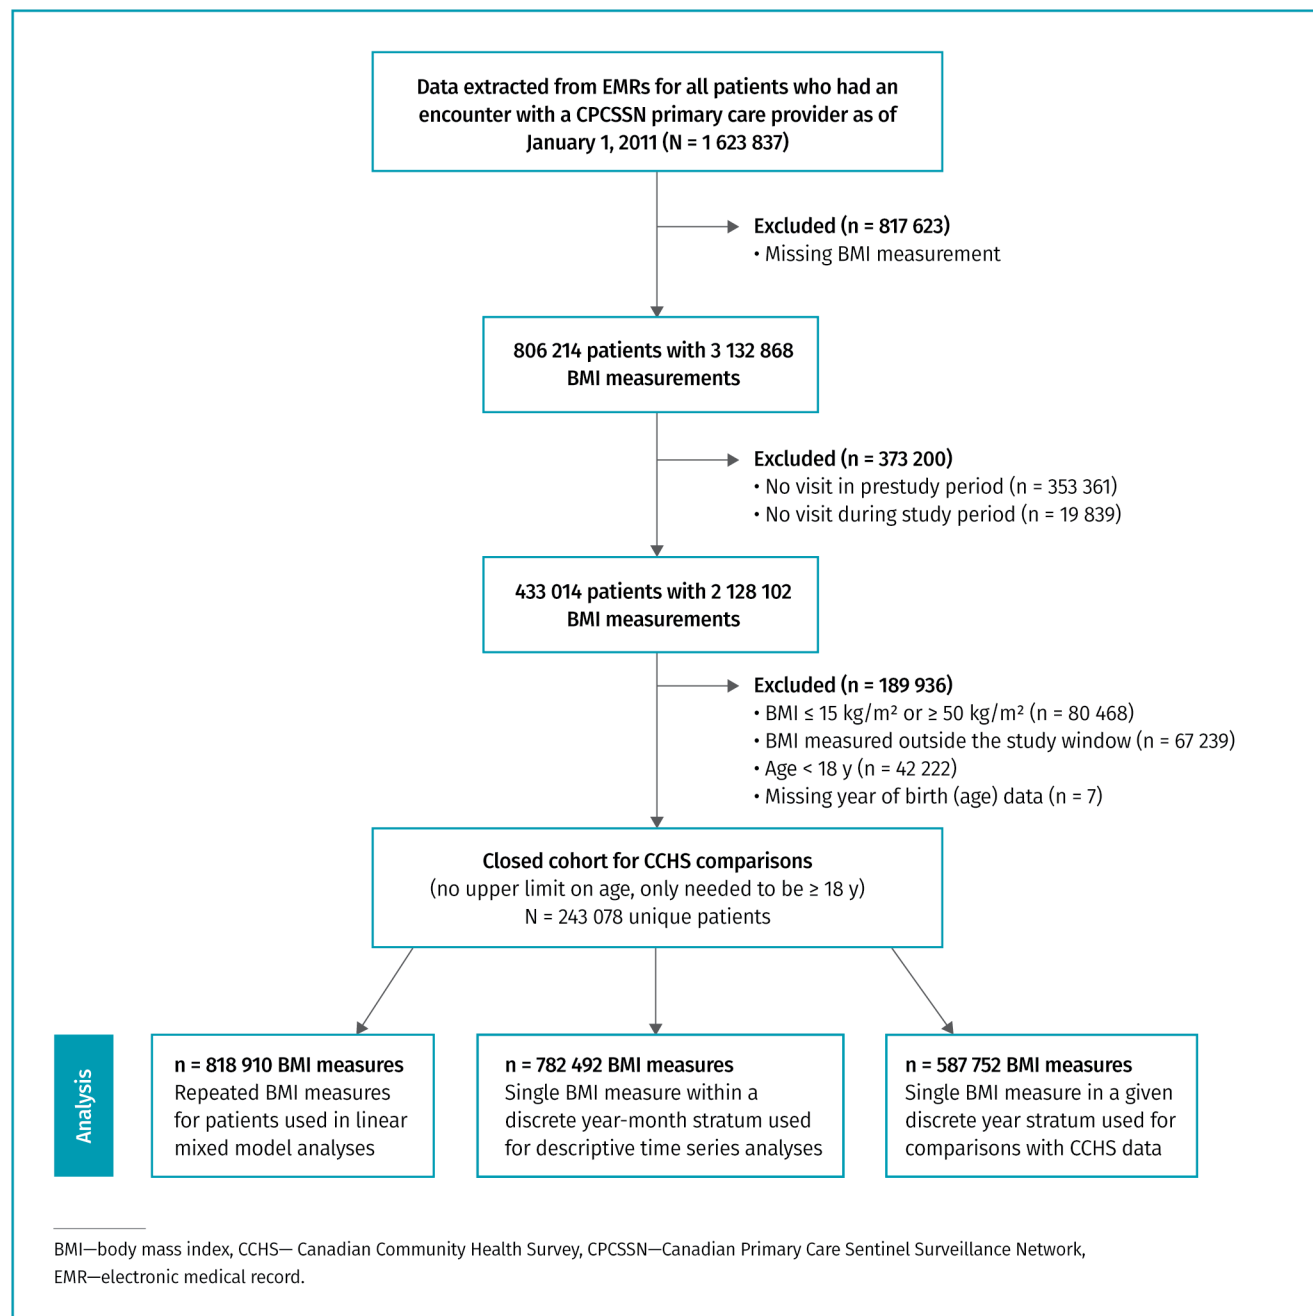 Data extracted from EMRs for all patients who had an
encounter with a CPCSSN primary care provider as of
January 1, 2011 (N = 1 623 837)
Excluded (n = 817 623)
• Missing BMI measurement
806 214 patients with 3 132 868
BMI measurements
Excluded (n = 373 200)
• No visit in prestudy period (n = 353 361)
• No visit during study period (n = 19 839)
433 014 patients with 2 128 102
BMI measurements
Excluded (n = 189 936)
• BMI ≤ 15 kg/m² or ≥ 50 kg/m² (n = 80 468)
• BMI measured outside the study window (n = 67 239)
• Age < 18 y (n = 42 222)
• Missing year of birth (age) data (n = 7)
Closed cohort for CCHS comparisons
(no upper limit on age, only needed to be ≥ 18 y)
N = 243 078 unique patients
Analysis
n = 818 910 BMI measures
Repeated BMI measures
for patients used in linear
mixed model analyses
n = 782 492 BMI measures
Single BMI measure within a
discrete year-month stratum used
for descriptive time series analyses
n = 587 752 BMI measures
Single BMI measure in a given
discrete year stratum used for
comparisons with CCHS data
BMI—body mass index, CCHS— Canadian Community Health Survey, CPCSSN—Canadian Primary Care Sentinel Surveillance Network,
EMR—electronic medical record.